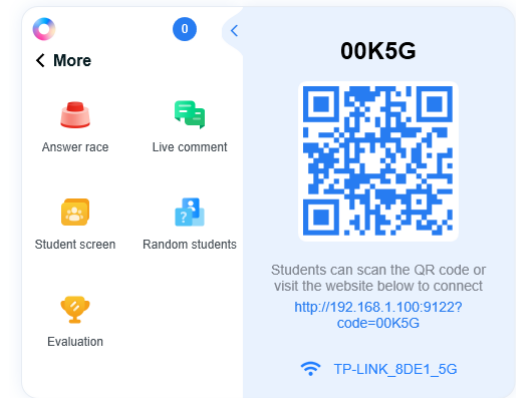 0
More
Answer race
Live comment
Student screen
Random students
Evaluation
00K5G
Students can scan the QR code or
visit the website below to connect
http://192.168.1.100:9122?
code=00K5G
TP-LINK_8DE1_5G